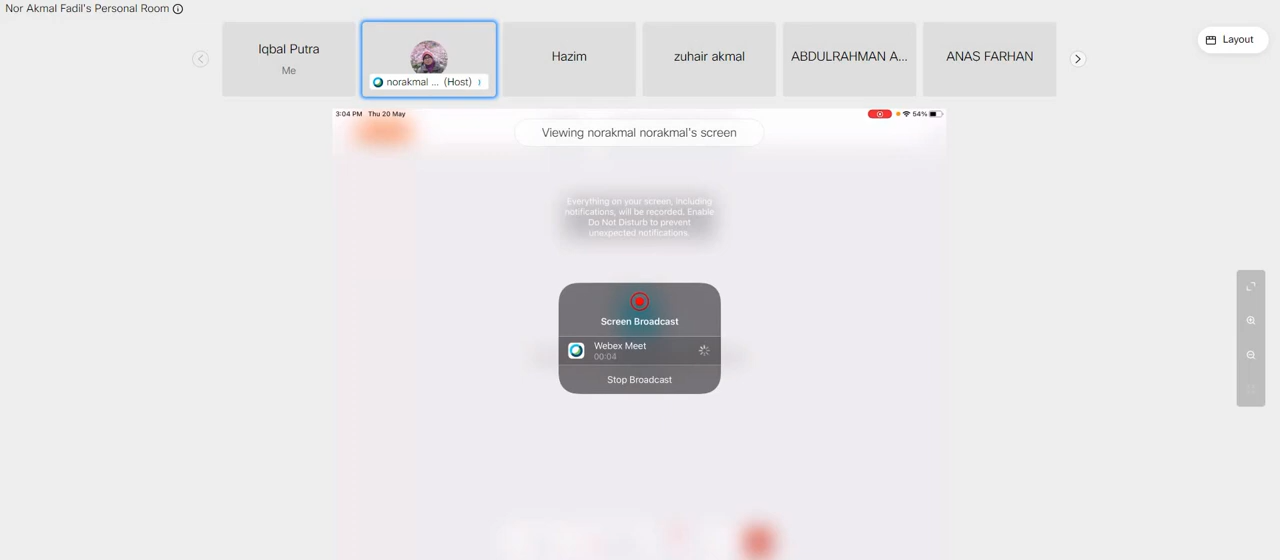 Nor Akmal Fadil's Personal Room
Iqbal Putra
Me
norakmal ... (Host)
Hazim
zuhair akmal
ABDULRAHMAN A...
ANAS FARHAN
Layout
3:04 PM Thu 20 May
54%
Viewing norakmal norakmal's screen
Everything on your screen, including
notifications, will be recorded. Enable
Do Not Disturb to prevent
unexpected notifications.
Screen Broadcast
Webex Meet
00:04
Stop Broadcast